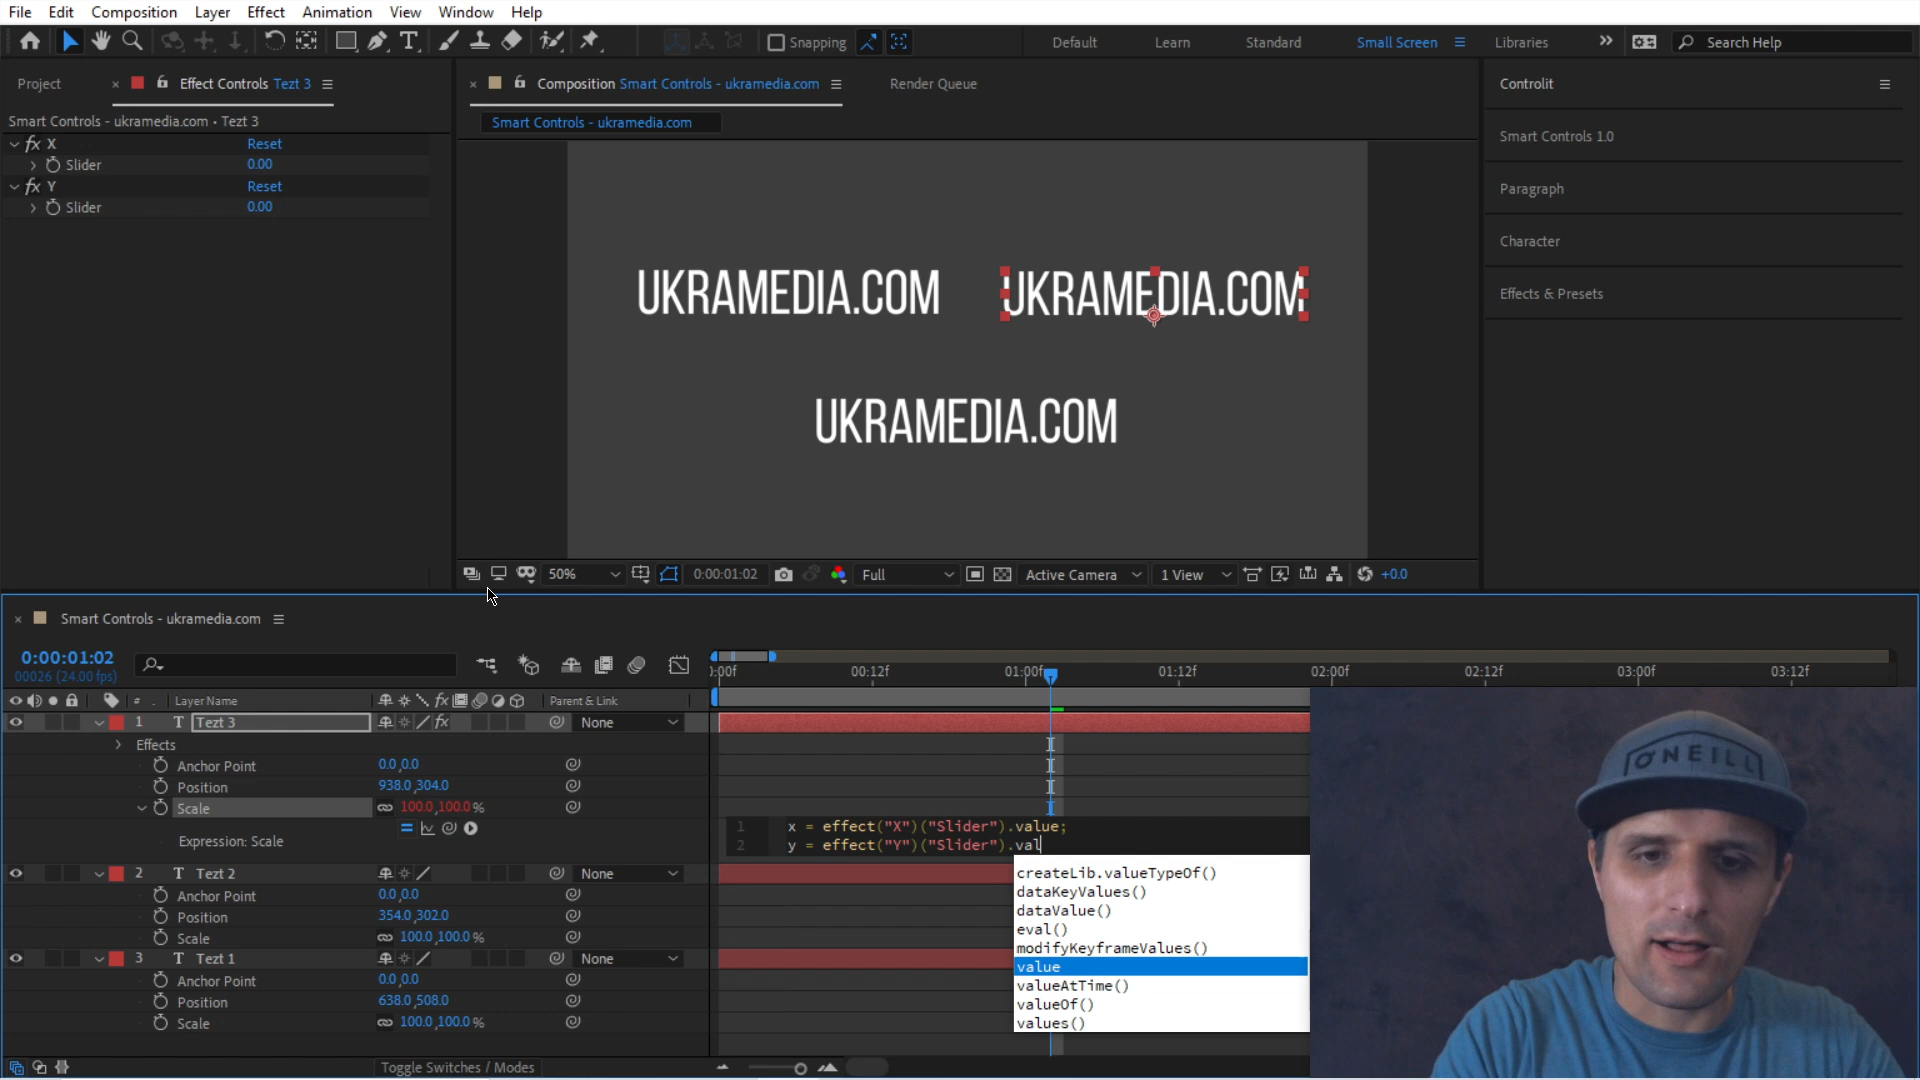 File Edit Composition Layer Effect Animation View Window Help
Snapping Default Learn Standard Small Screen Libraries Search Help
Project Effect Controls Tezt 3 Composition Smart Controls - ukramedia.com Render Queue Controlit
Smart Controls - ukramedia.com • Tezt 3
Smart Controls - ukramedia.com
fx X Reset
Slider 0.00
fx Y Reset
Slider 0.00
Smart Controls 1.0
Paragraph
Character
Effects & Presets
UKRAMEDIA.COM UKRAMEDIA.COM
UKRAMEDIA.COM
50% 0:00:01:02 Full Active Camera 1 View +0.0
Smart Controls - ukramedia.com
0:00:01:02
00026 (24.00 fps)
:00f 00:12f 01:00f 01:12f 02:00f 02:12f 03:00f 03:12f
# Layer Name fx Parent & Link
1 T Tezt 3 fx None
Effects
Anchor Point 0.0,0.0
Position 938.0,304.0
Scale 100.0,100.0 %
Expression: Scale
1 x = effect("X")("Slider").value;
2 y = effect("Y")("Slider").val
createLib.valueTypeOf()
dataKeyValues()
dataValue()
eval()
modifyKeyframeValues()
value
valueAtTime()
valueOf()
values()
2 T Text 2 None
Anchor Point 0.0,0.0
Position 354.0,302.0
Scale 100.0,100.0 %
3 T Text 1 None
Anchor Point 0.0,0.0
Position 638.0,508.0
Scale 100.0,100.0 %
Toggle Switches / Modes
O'NEILL